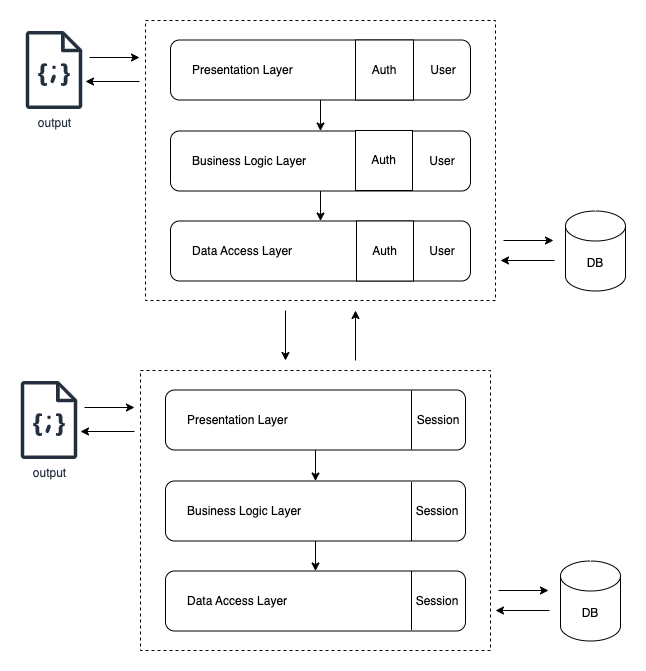 {;}
output
Presentation Layer Auth User
Business Logic Layer Auth User
Data Access Layer Auth User
DB
{;}
output
Presentation Layer Session
Business Logic Layer Session
Data Access Layer Session
DB